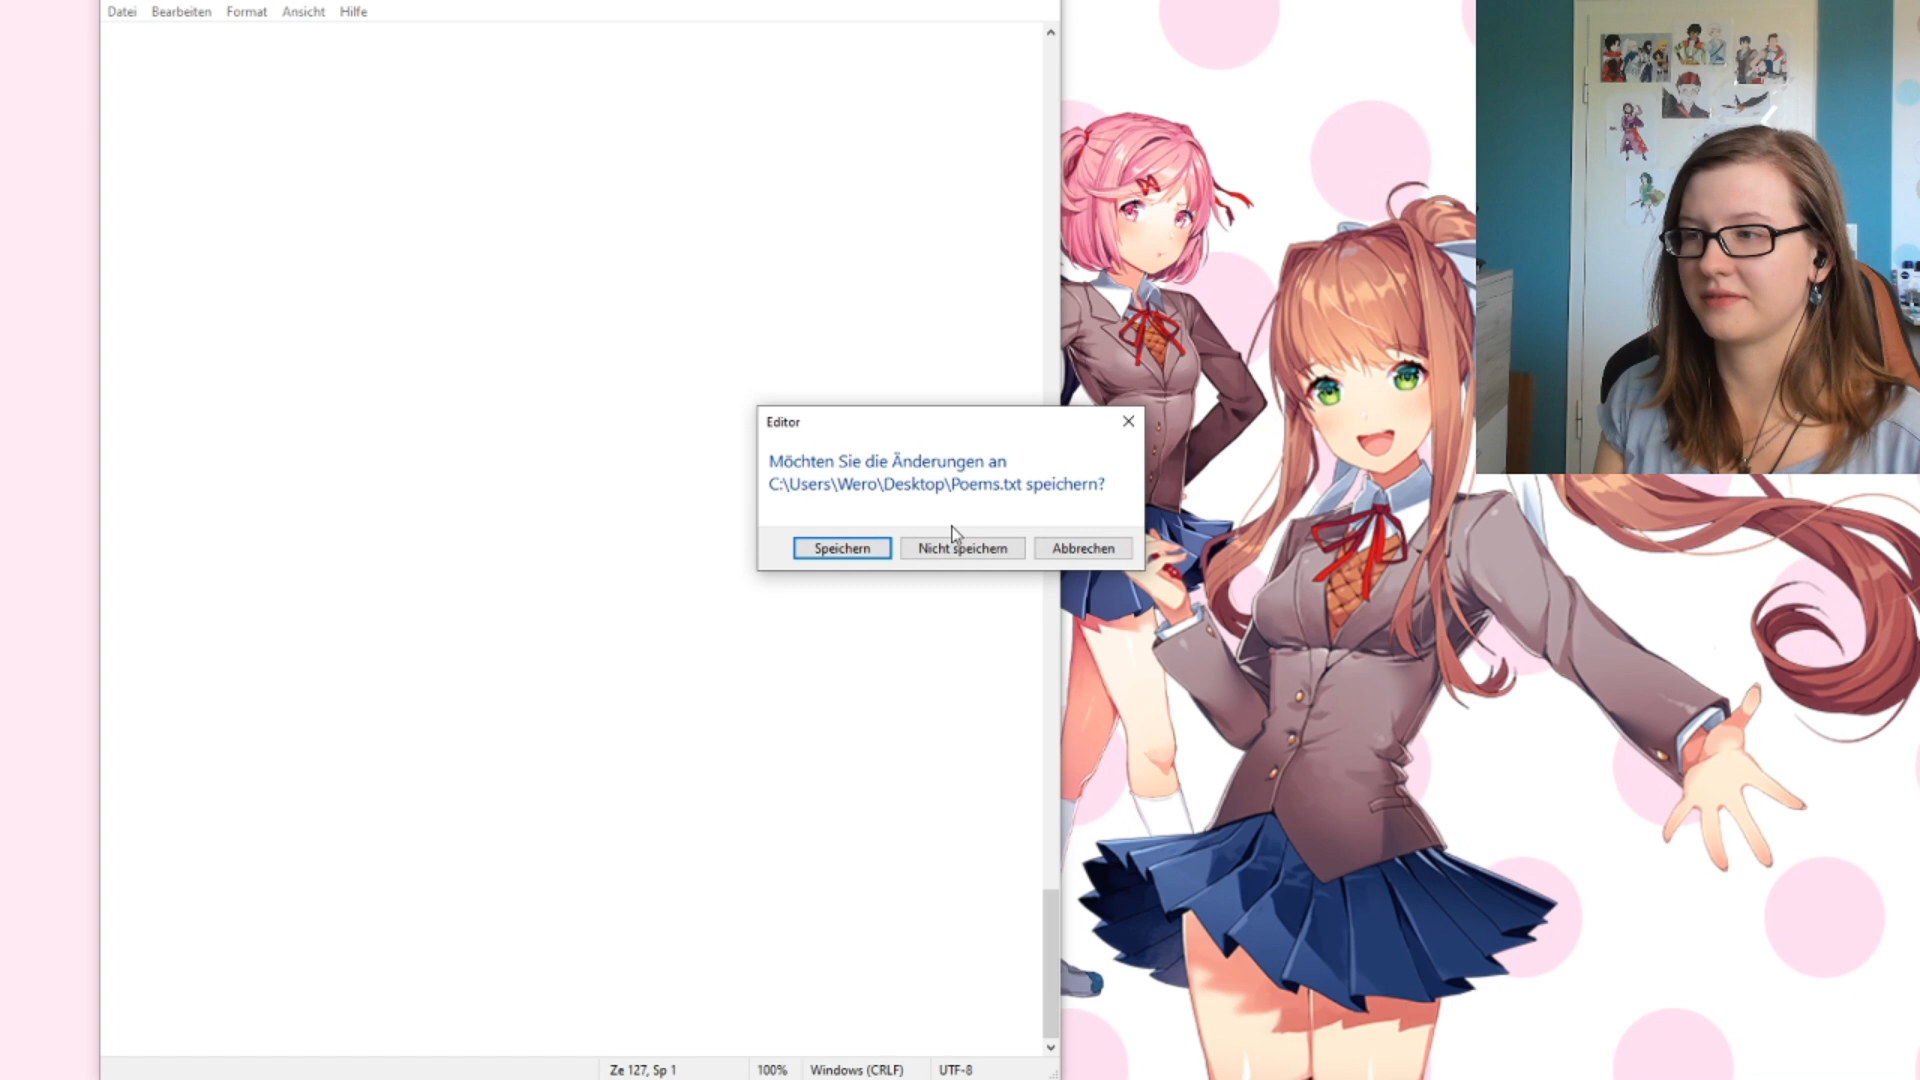 Datei Bearbeiten Format Ansicht Hilfe
Editor
Möchten Sie die Änderungen an
C:\Users\Wero\Desktop\Poems.txt speichern?
Speichern Nicht speichern Abbrechen
Ze 127, Sp 1 100% Windows (CRLF) UTF-8